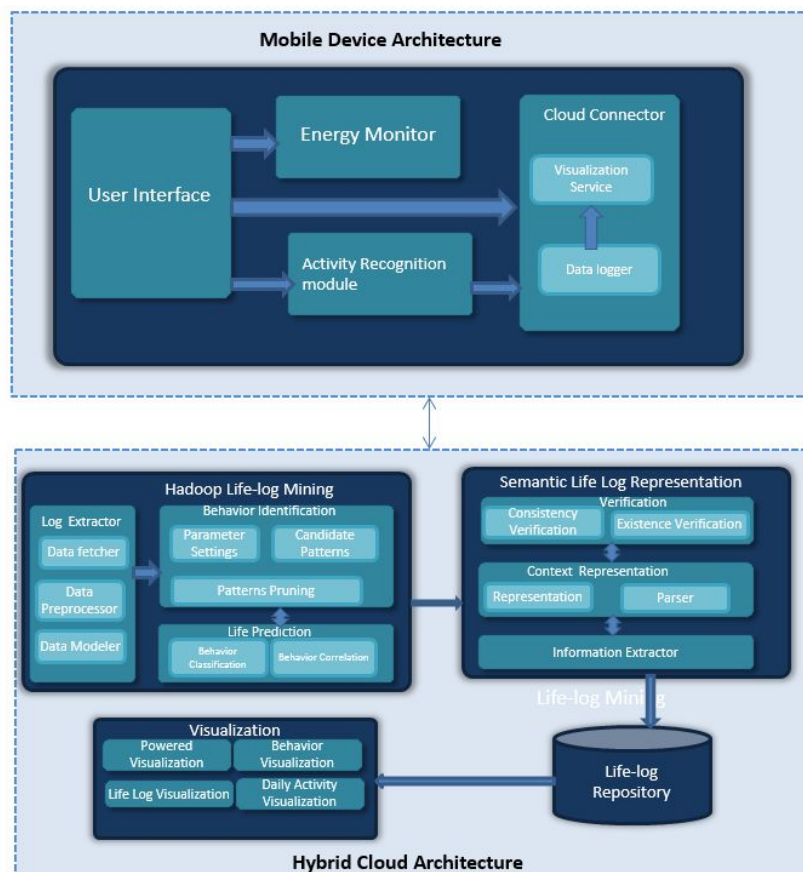 Mobile Device Architecture
User Interface
Energy Monitor
Activity Recognition
module
Cloud Connector
Visualization
Service
Data logger
Hadoop Life-log Mining
Log Extractor
Data fetcher
Data
Preprocessor
Data Modeler
Behavior Identification
Parameter
Settings
Candidate
Patterns
Patterns Pruning
Life Prediction
Behavior
Classification
Behavior Correlation
Semantic Life Log Representation
Verification
Consistency
Verification
Existence Verification
Context Representation
Representation
Parser
Information Extractor
Life-log Mining
Visualization
Powered
Visualization
Behavior
Visualization
Life Log Visualization
Daily Activity
Visualization
Life-log
Repository
Hybrid Cloud Architecture